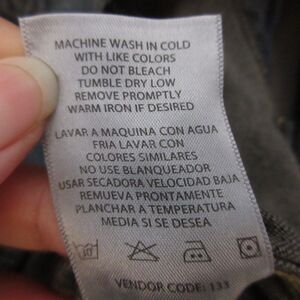 MACHINE WASH IN COLD
WITH LIKE COLORS
DO NOT BLEACH
TUMBLE DRY LOW
REMOVE PROMPTLY
WARM IRON IF DESIRED
LAVAR A MAQUINA CON AGUA
FRIA LAVAR CON
COLORES SIMILARES
NO USE BLANQUEADOR
USAR SECADORA VELOCIDAD BAJA
REMUEVA PRONTAMENTE
PLANCHAR A TEMPERATURA
MEDIA SI SE DESEA
VENDOR CODE: 133